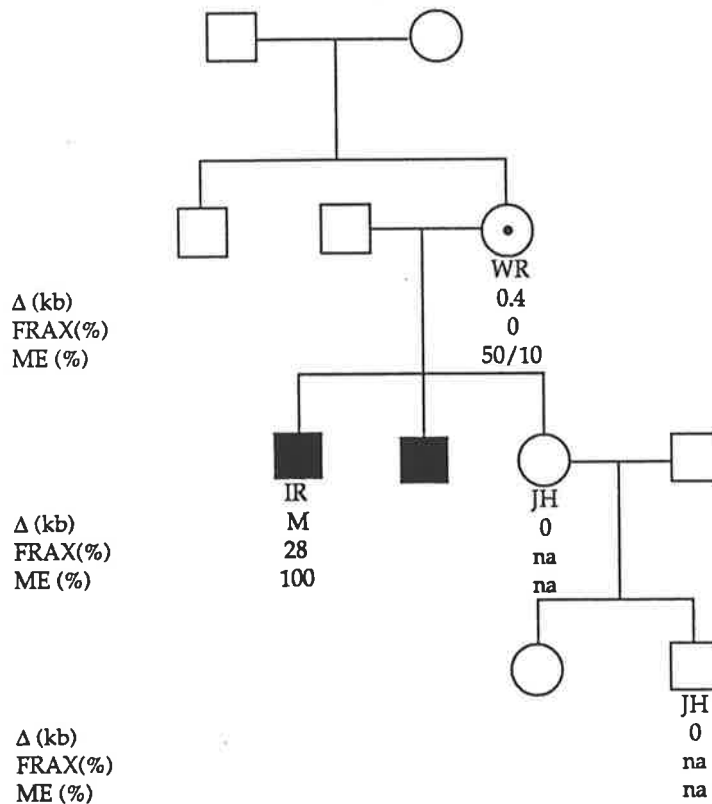 WR
Δ (kb) 0.4
FRAX(%) 0
ME (%) 50/10
IR JH
Δ (kb) M 0
FRAX(%) 28 na
ME (%) 100 na
JH
Δ (kb) 0
FRAX(%) na
ME (%) na